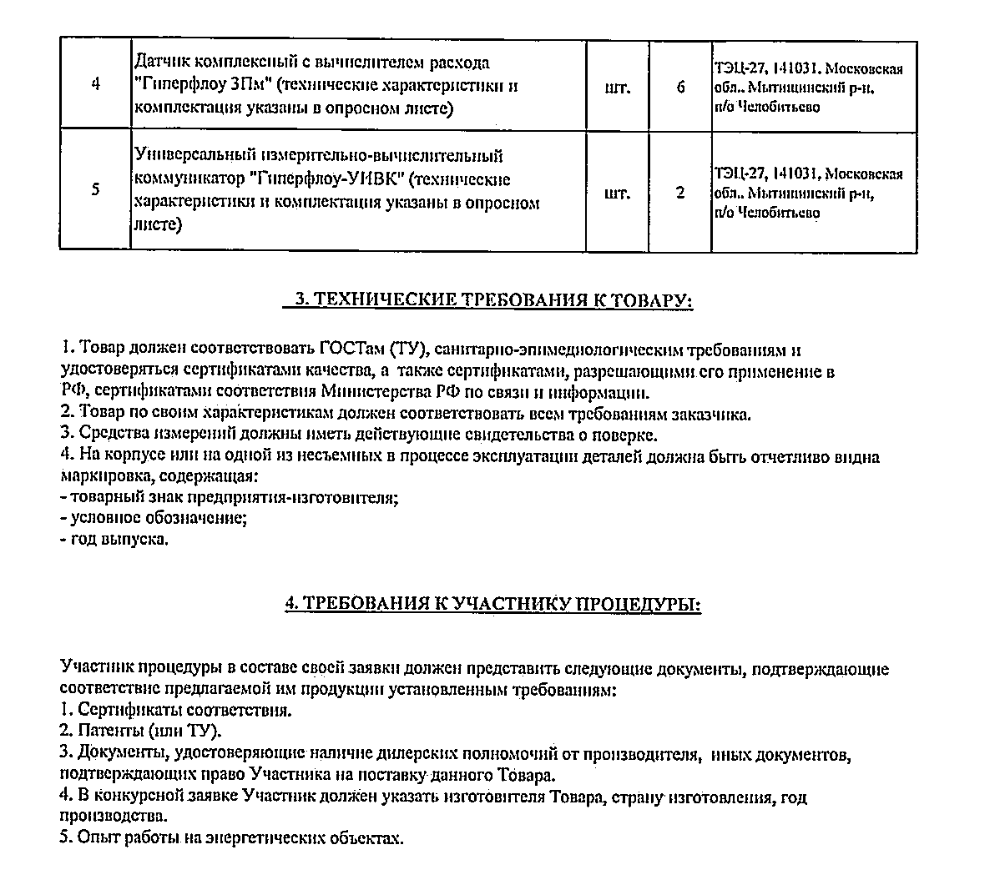 4
Датчик комплексный с вычислителем расхода
"Гиперфлоу 3Пм" (технические характеристики и
комплектация указаны в опросном листе)
шт.
6
ТЭЦ-27, 141031, Московская
обл., Мытищинский р-н,
п/о Челобитьево
5
Универсальный измерительно-вычислительный
коммуникатор "Гиперфлоу-УИВК" (технические
характеристики и комплектация указаны в опросном
листе)
шт.
2
ТЭЦ-27, 141031, Московская
обл., Мытищинский р-н,
п/о Челобитьево
3. ТЕХНИЧЕСКИЕ ТРЕБОВАНИЯ К ТОВАРУ:
1. Товар должен соответствовать ГОСТам (ТУ), санитарно-эпимедиологическим требованиям и
удостоверяться сертификатами качества, а также сертификатами, разрешающими его применение в
РФ, сертификатами соответствия Министерства РФ по связи и информации.
2. Товар по своим характеристикам должен соответствовать всем требованиям заказчика.
3. Средства измерений должны иметь действующие свидетельства о поверке.
4. На корпусе или на одной из несъемных в процессе эксплуатации деталей должна быть отчетливо видна
маркировка, содержащая:
- товарный знак предприятия-изготовителя;
- условное обозначение;
- год выпуска.
4. ТРЕБОВАНИЯ К УЧАСТНИКУ ПРОЦЕДУРЫ:
Участник процедуры в составе своей заявки должен представить следующие документы, подтверждающие
соответствие предлагаемой им продукции установленным требованиям:
1. Сертификаты соответствия.
2. Патенты (или ТУ).
3. Документы, удостоверяющие наличие дилерских полномочий от производителя, иных документов,
подтверждающих право Участника на поставку данного Товара.
4. В конкурсной заявке Участник должен указать изготовителя Товара, страну изготовления, год
производства.
5. Опыт работы на энергетических объектах.